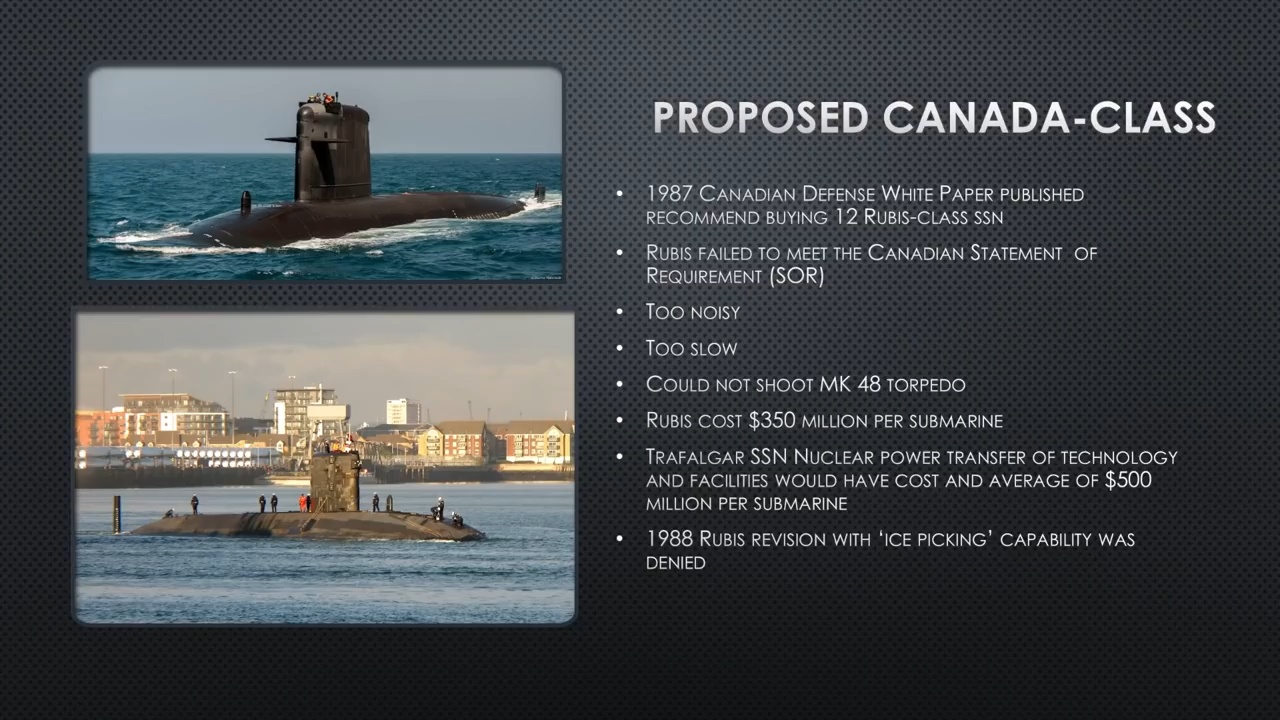 PROPOSED CANADA-CLASS
• 1987 CANADIAN DEFENSE WHITE PAPER PUBLISHED
RECOMMEND BUYING 12 RUBIS-CLASS SSN
• RUBIS FAILED TO MEET THE CANADIAN STATEMENT OF
REQUIREMENT (SOR)
• TOO NOISY
• TOO SLOW
• COULD NOT SHOOT MK 48 TORPEDO
• RUBIS COST $350 MILLION PER SUBMARINE
• TRAFALGAR SSN NUCLEAR POWER TRANSFER OF TECHNOLOGY
AND FACILITIES WOULD HAVE COST AND AVERAGE OF $500
MILLION PER SUBMARINE
• 1988 RUBIS REVISION WITH ‘ICE PICKING’ CAPABILITY WAS
DENIED